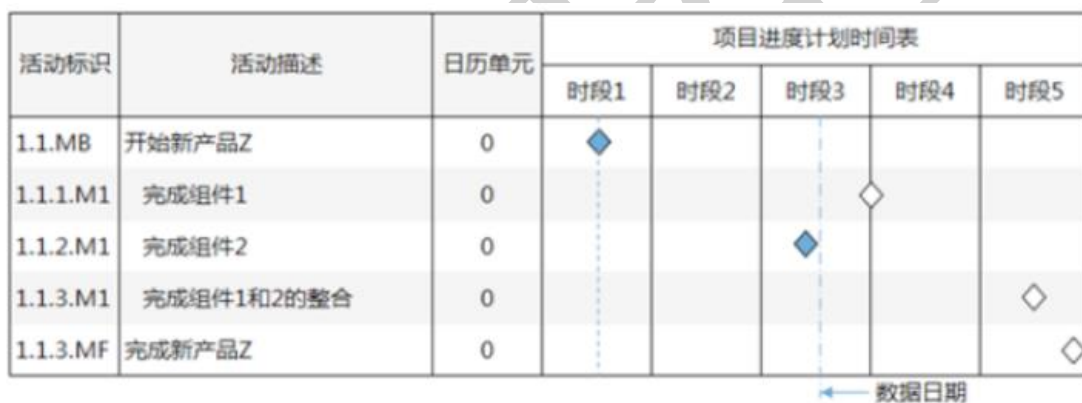 活动标识 活动描述 日历单元 项目进度计划时间表
时段1 时段2 时段3 时段4 时段5
1.1.MB 开始新产品Z 0
1.1.1.M1 完成组件1 0
1.1.2.M1 完成组件2 0
1.1.3.M1 完成组件1和2的整合 0
1.1.3.MF 完成新产品Z 0
数据日期